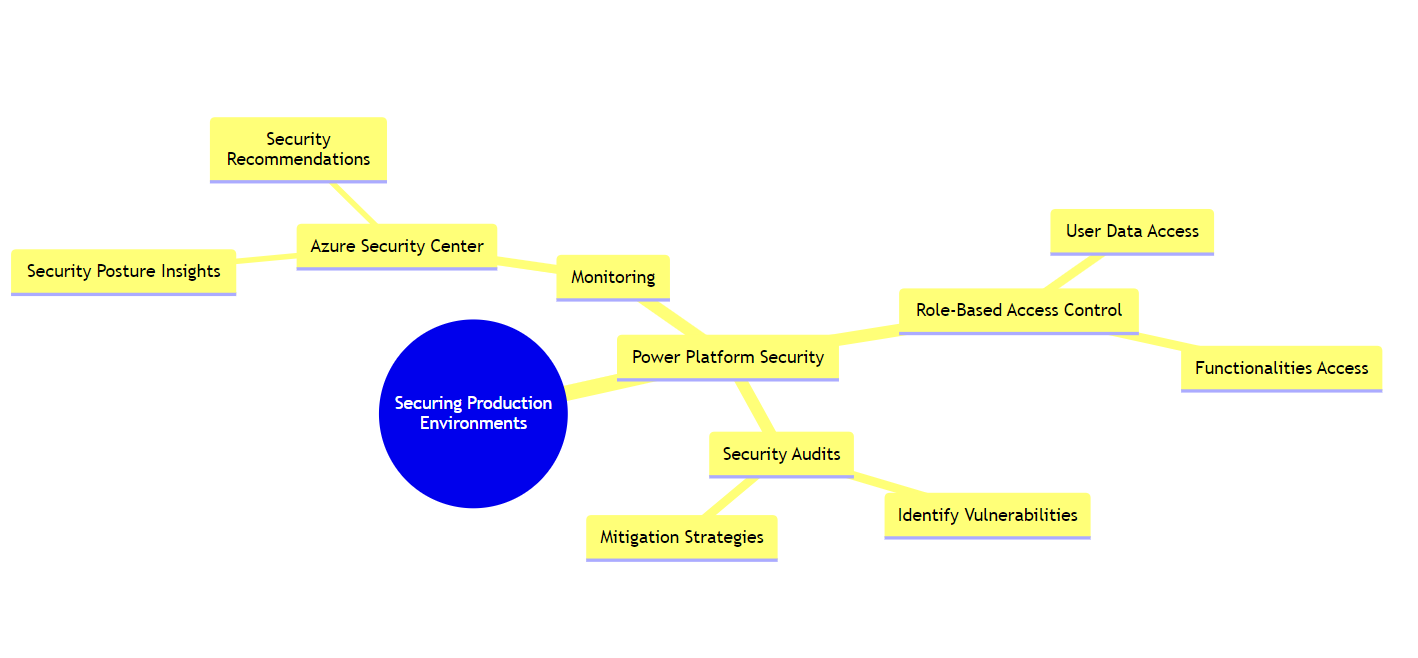 Security
Recommendations
User Data Access
Azure Security Center
Security Posture Insights
Monitoring
Role-Based Access Control
Power Platform Security
Functionalities Access
Securing Production
Environments
Security Audits
Identify Vulnerabilities
Mitigation Strategies